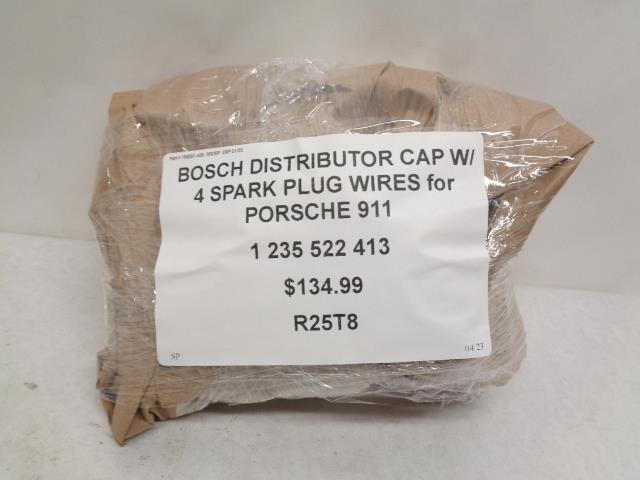 BOSCH DISTRIBUTOR CAP W/
4 SPARK PLUG WIRES for
PORSCHE 911
1 235 522 413
$134.99
R25T8
SP
04/23